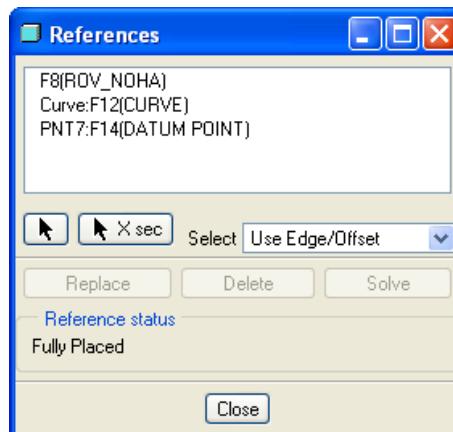 References
F8(ROV_NOHA)
Curve:F12(CURVE)
PNT7:F14(DATUM POINT)
X sec Select Use Edge/Offset
Replace Delete Solve
Reference status
Fully Placed
Close